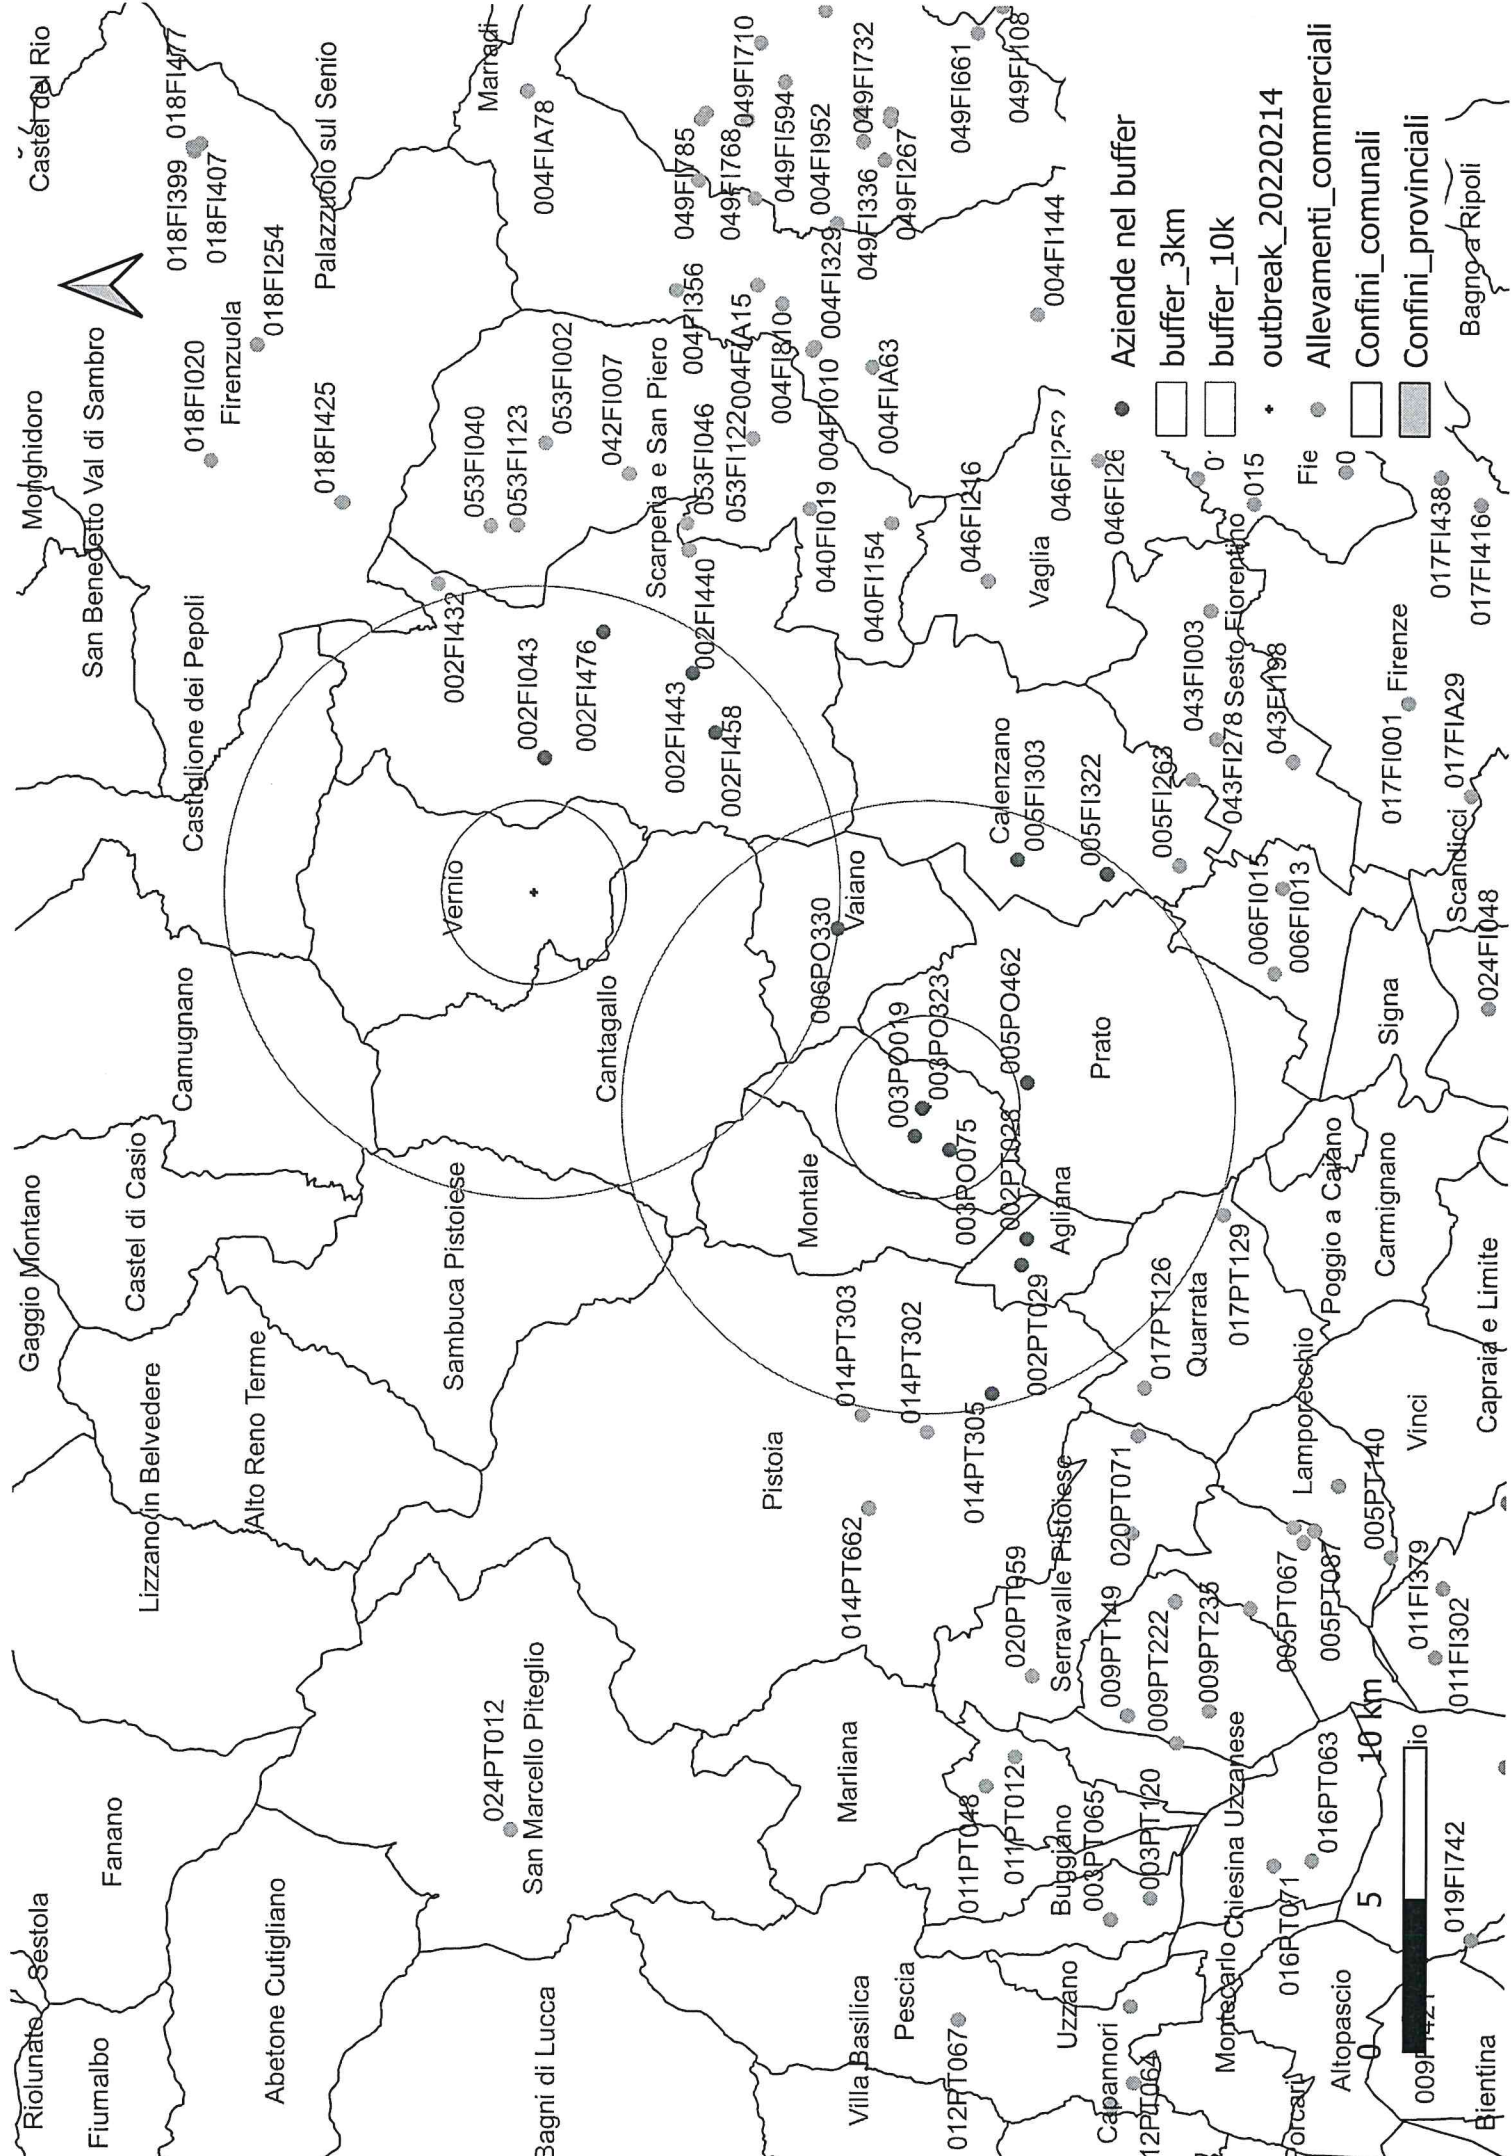 Riolunato
Sestola
Fiumalbo
Fanano
Abetone Cutigliano
Bagni di Lucca
Gaggio Montano
Lizzano in Belvedere
Castel di Casio
Alto Reno Terme
Camugnano
Monghidoro
San Benedetto Val di Sambro
Castiglione dei Pepoli
Castel del Rio
018FI399
018FI477
018FI407
018FI020
Firenzuola
018FI254
018FI425
Palazzuolo sul Senio
Marradi
004FIA78
024PT012
San Marcello Piteglio
Sambuca Pistoiese
Vernio
Cantagallo
002FI432
002FI043
002FI476
002FI443
002FI440
002FI458
053FI040
053FI123
053FI002
042FI007
Scarperia e San Piero
053FI046
053FI122
004FI356
004FIA15
004FI810
004FI329
004FI010
004FIA63
040FI019
040FI154
049FI785
049FI768
049FI710
049FI594
004FI952
049FI336
049FI732
049FI267
049FI661
049FI108
004FI144
046FI216
046FI252
046FI26
Vaglia
Villa Basilica
Pescia
012PT067
Uzzano
Capannori
12PT064
Marliana
011PT048
011PT012
Buggiano
003PT065
003PT120
Pistoia
014PT662
014PT303
014PT302
014PT305
020PT059
Serravalle Pistoiese
020PT071
009PT149
009PT222
009PT235
Montale
003PO019
003PO323
003PO075
005PO462
002PT028
002PT029
Agliana
017PT126
Quarrata
017PT129
006PO330
Vaiano
Prato
Calenzano
005FI303
005FI322
005FI263
043FI003
043FI278
Sesto Fiorentino
043FI198
015
Fie
0
006FI015
006FI013
Signa
Firenze
017FI001
017FI438
017FI416
017FIA29
Scandicci
024FI048
Poggio a Caiano
Carmignano
Capraia e Limite
Lamporecchio
Vinci
005PT140
005PT067
005PT087
011FI379
011FI302
Montecarlo
Chiesina Uzzanese
016PT071
016PT063
Altopascio
Porcari
Bientina
019FI742
Bagno a Ripoli
0 5 10 km
Aziende nel buffer
buffer_3km
buffer_10k
outbreak_20220214
Allevamenti_commerciali
Confini_comunali
Confini_provinciali